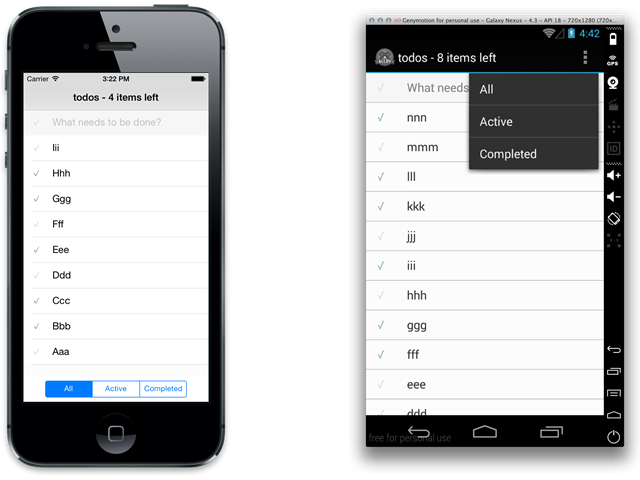 Carrier
3:22 PM
todos - 4 items left
What needs to be done?
Iii
Hhh
Ggg
Fff
Eee
Ddd
Ccc
Bbb
Aaa
All
Active
Completed
Genymotion for personal use - Galaxy Nexus - 4.3 - API 18 - 720x1280 (720x
4:42
todos - 8 items left
What needs
All
Active
Completed
nnn
mmm
lll
kkk
jjj
iii
hhh
ggg
fff
eee
ddd
free for personal use
GPS
ID
1:1